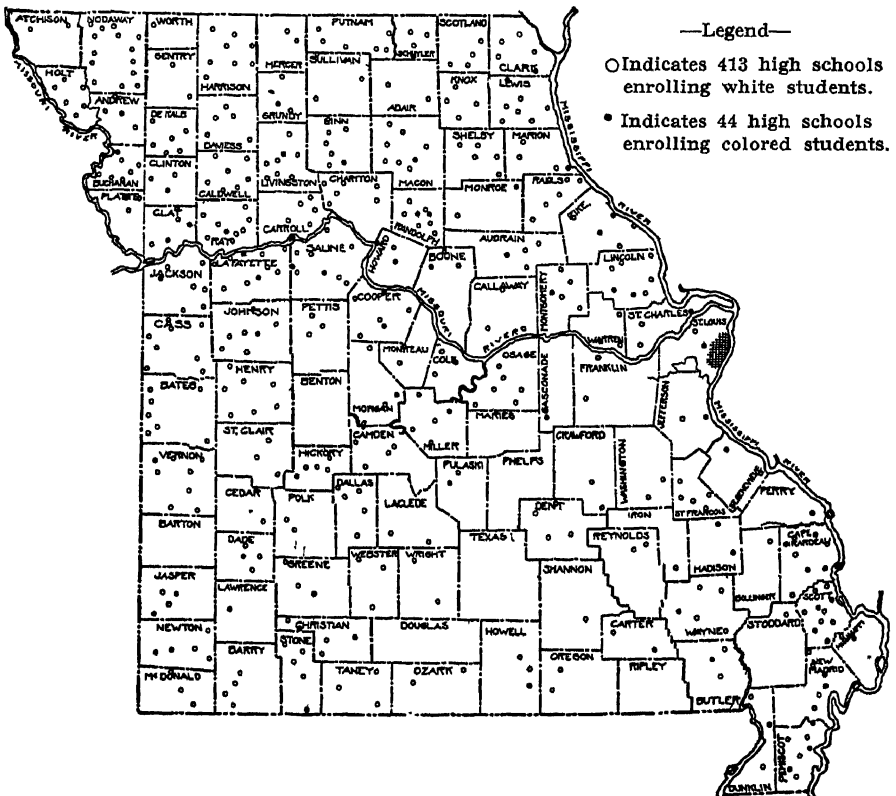 —Legend—
Indicates 413 high schools
enrolling white students.
Indicates 44 high schools
enrolling colored students.
ATCHISON
NODAWAY
WORTH
PUTNAM
SCHUYLER
SCOTLAND
CLARK
GENTRY
HARRISON
MERCER
SULLIVAN
ADAIR
KNOX
LEWIS
HOLT
ANDREW
DE KALB
DAVIESS
GRUNDY
LINN
SHELBY
MARION
MISSOURI
RIVER
MISSISSIPPI
RIVER
BUCHANAN
CLINTON
CALDWELL
LIVINGSTON
CHARITON
MACON
MONROE
RALLS
PIKE
PLATTE
CLAY
RAY
CARROLL
SALINE
RANDOLPH
HOWARD
BOONE
AUDRAIN
LINCOLN
JACKSON
LAFAYETTE
COOPER
CALLAWAY
MONTGOMERY
ST. CHARLES
ST. LOUIS
WARREN
CASS
JOHNSON
PETTIS
MISSOURI
RIVER
MONITEAU
COLE
OSAGE
GASCONADE
FRANKLIN
JEFFERSON
MISSISSIPPI
RIVER
BATES
HENRY
BENTON
MORGAN
MILLER
MARIES
ST. CLAIR
CAMDEN
CRAWFORD
WASHINGTON
VERNON
HICKORY
PULASKI
PHELPS
PERRY
CEDAR
POLK
DALLAS
LACLEDE
DENT
IRON
ST FRANCOIS
BARTON
DADE
TEXAS
REYNOLDS
MADISON
CAPE
GIRARDEAU
JASPER
GREENE
WEBSTER
WRIGHT
SHANNON
BOLLINGER
SCOTT
LAWRENCE
NEWTON
CHRISTIAN
DOUGLAS
HOWELL
CARTER
WAYNE
STODDARD
BARRY
STONE
NEW
MADRID
MCDONALD
TANEY
OZARK
OREGON
RIPLEY
BUTLER
PEMISCOT
DUNKLIN